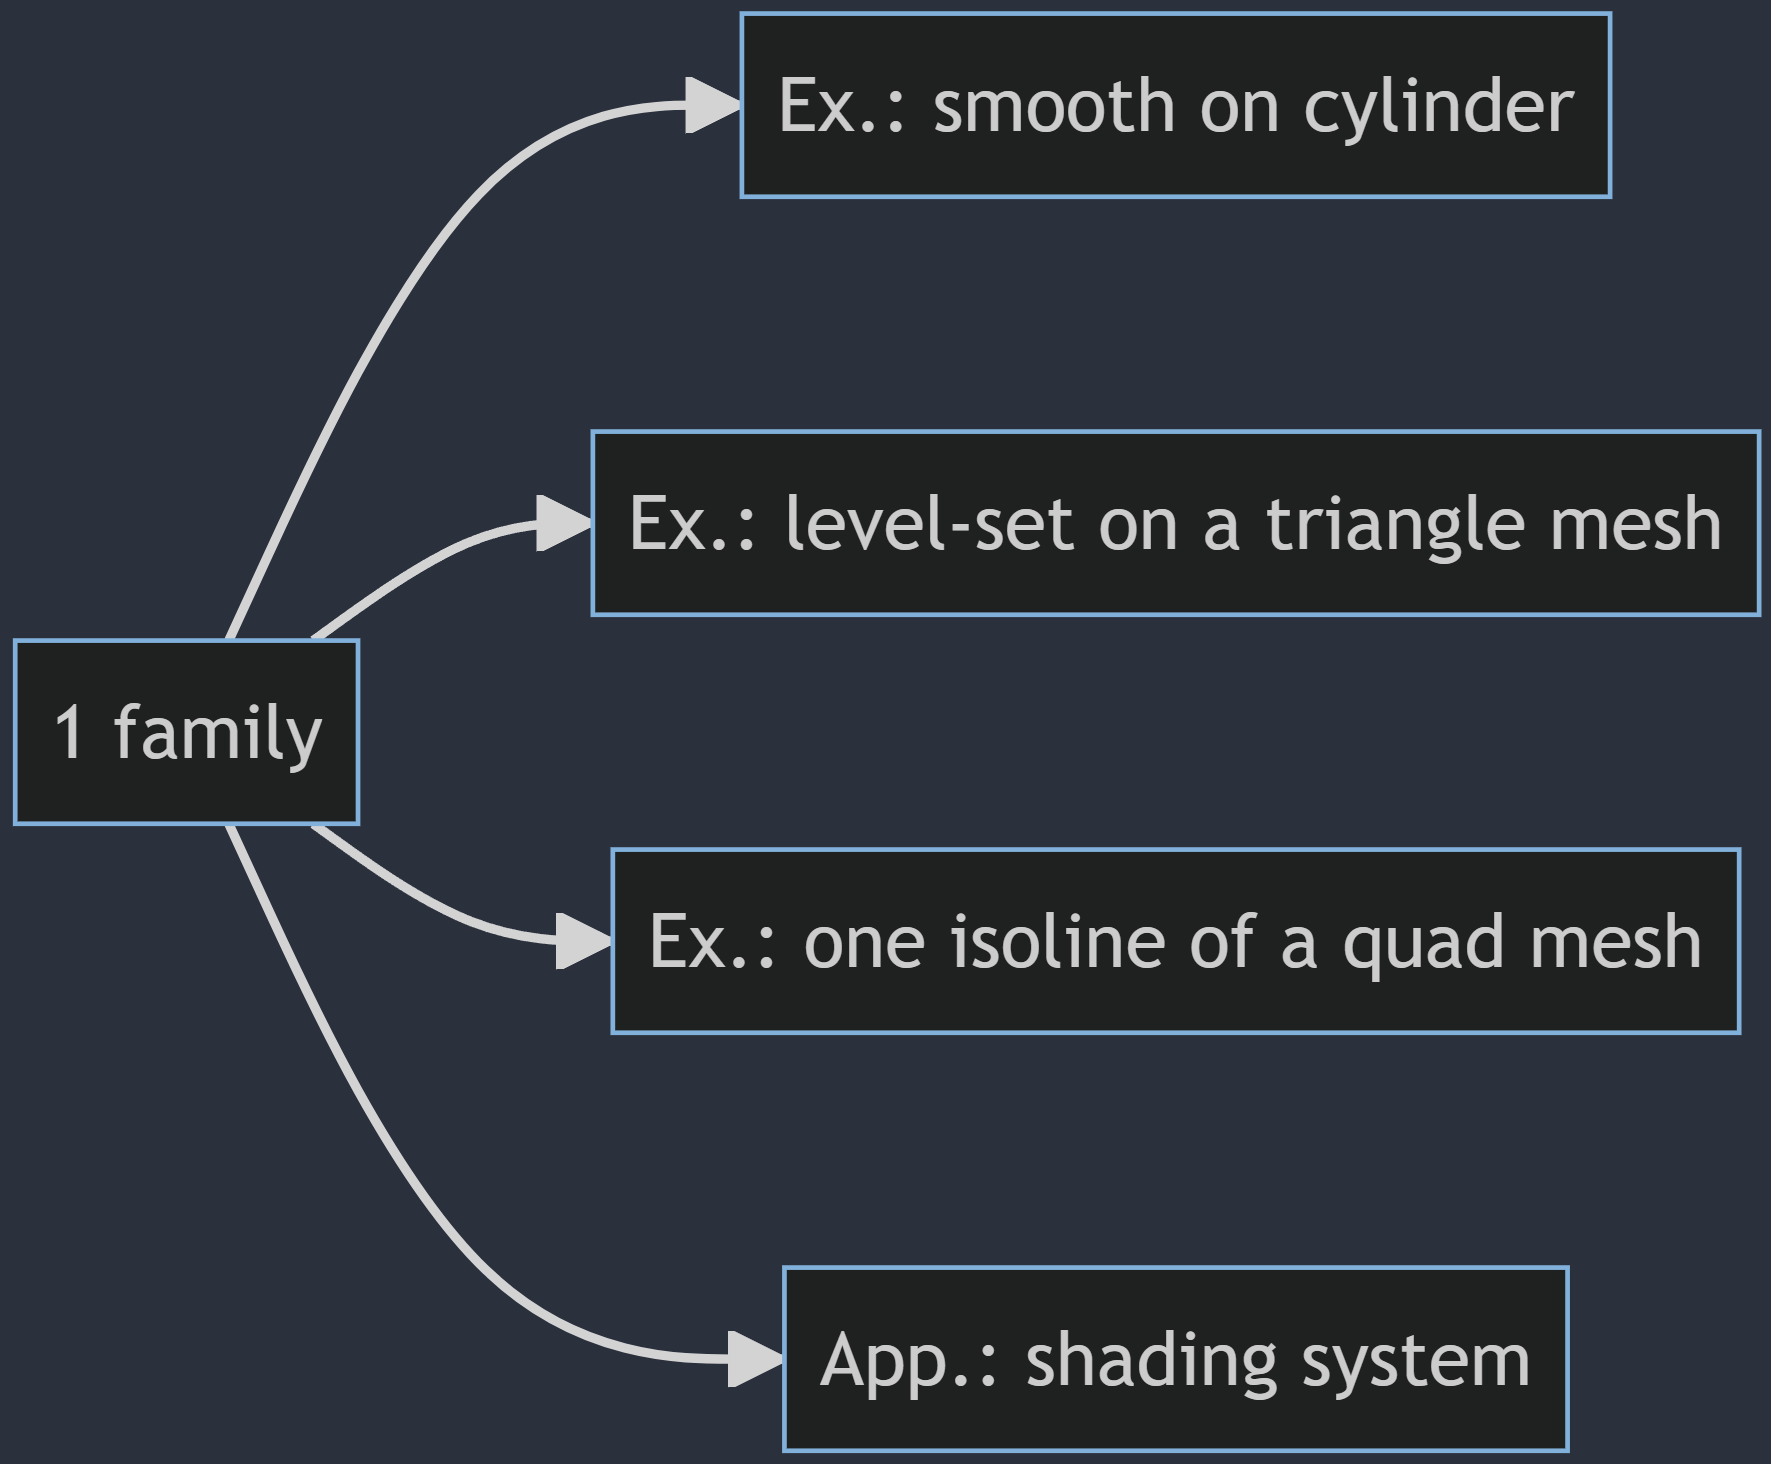 Ex.: smooth on cylinder
Ex.: level-set on a triangle mesh
1 family
Ex.: one isoline of a quad mesh
App.: shading system